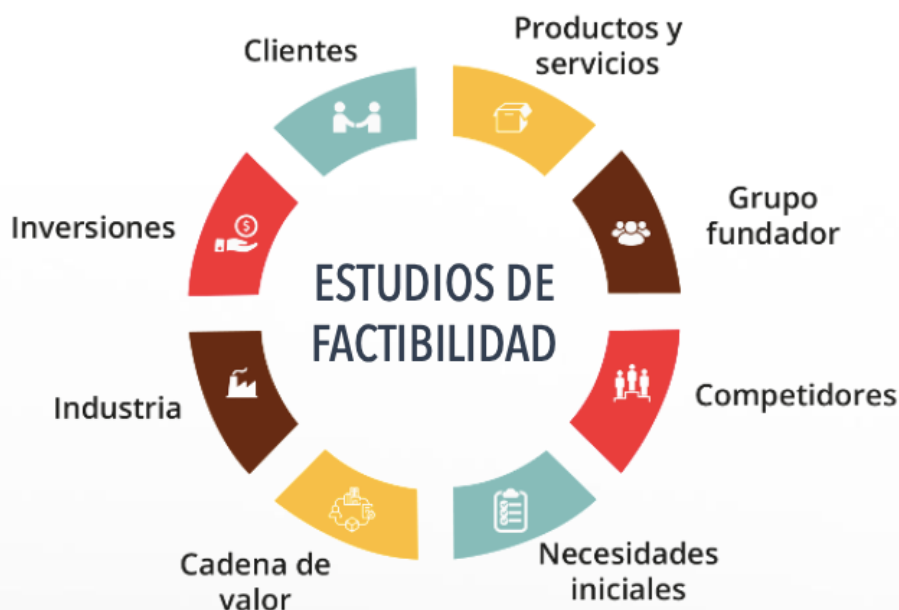 Clientes
Productos y
servicios
Inversiones
Grupo
fundador
ESTUDIOS DE
FACTIBILIDAD
Industria
Competidores
Cadena de
valor
Necesidades
iniciales